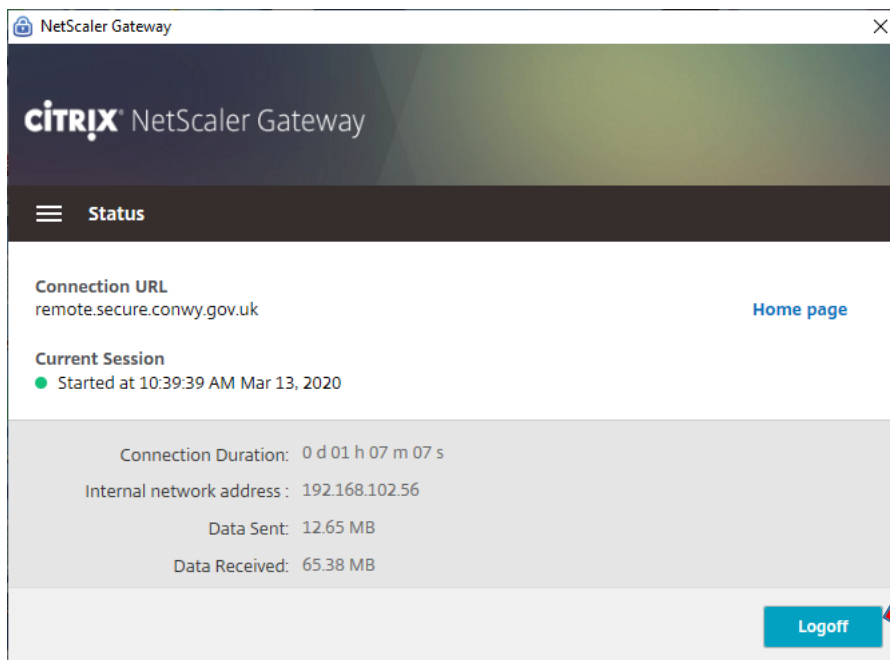 NetScaler Gateway
CİTRIX® NetScaler Gateway
Status
Connection URL
remote.secure.conwy.gov.uk
Home page
Current Session
Started at 10:39:39 AM Mar 13, 2020
Connection Duration: 0 d 01 h 07 m 07 s
Internal network address : 192.168.102.56
Data Sent: 12.65 MB
Data Received: 65.38 MB
Logoff